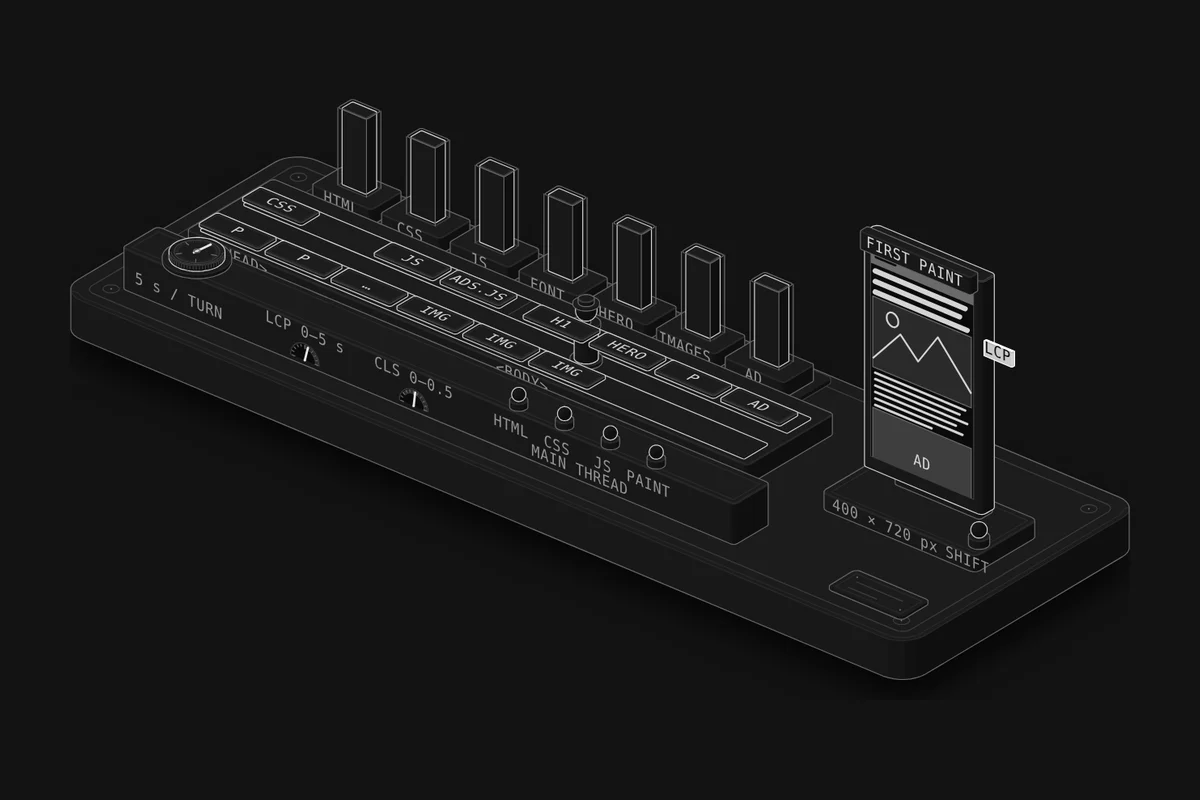 HTML
CSS
JS
FONT
HERO
IMAGES
AD
CSS
JS
ADS.JS
H1
HERO
P
AD
P
P
…
IMG
IMG
IMG
<BODY>
5 s / TURN
LCP 0–5 s
CLS 0–0.5
HTML
CSS
JS
PAINT
MAIN THREAD
FIRST PAINT
LCP
AD
400 × 720 px
SHIFT